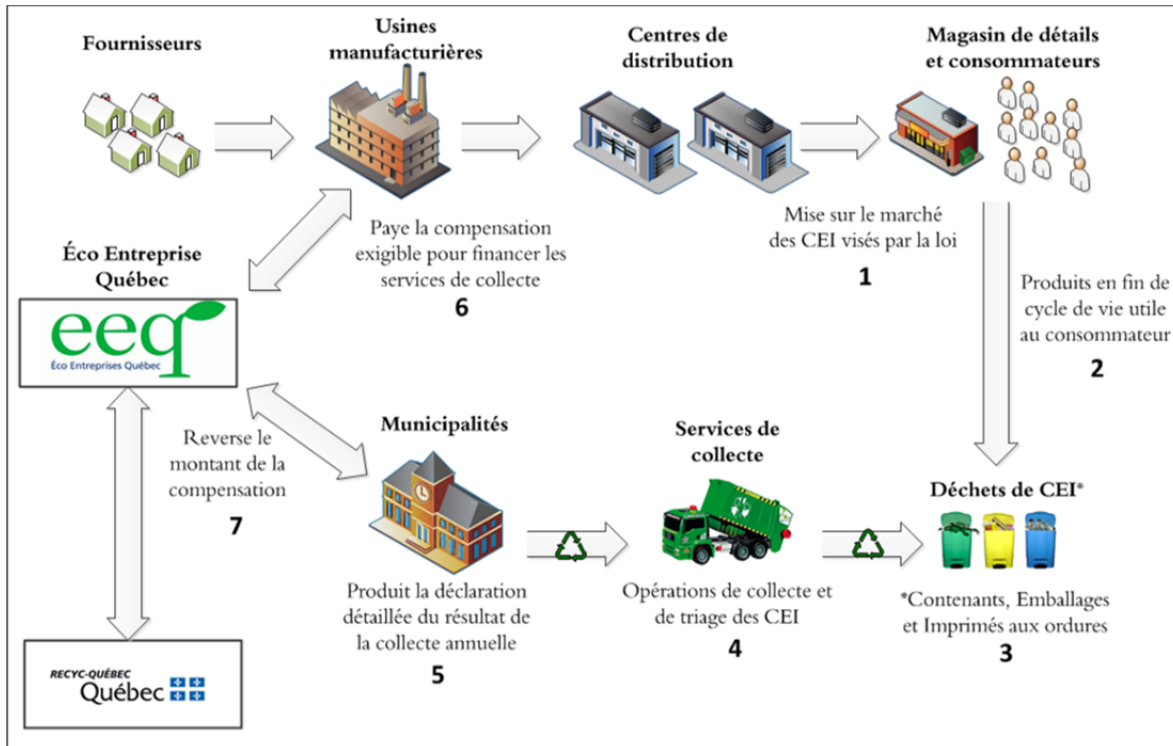 Fournisseurs
Usines
manufacturières
Centres de
distribution
Magasin de détails
et consommateurs
Paye la compensation
exigible pour financer les
services de collecte
6
Mise sur le marché
des CEI visés par la loi
1
Produits en fin de
cycle de vie utile
au consommateur
2
Éco Entreprise
Québec
eeq
Éco Entreprises Québec
Reverse le
montant de la
compensation
7
Municipalités
Produit la déclaration
détaillée du résultat de
la collecte annuelle
5
Services de
collecte
Opérations de collecte et
de triage des CEI
4
Déchets de CEI*
*Contenants, Emballages
et Imprimés aux ordures
3
RECYC-QUÉBEC
Québec